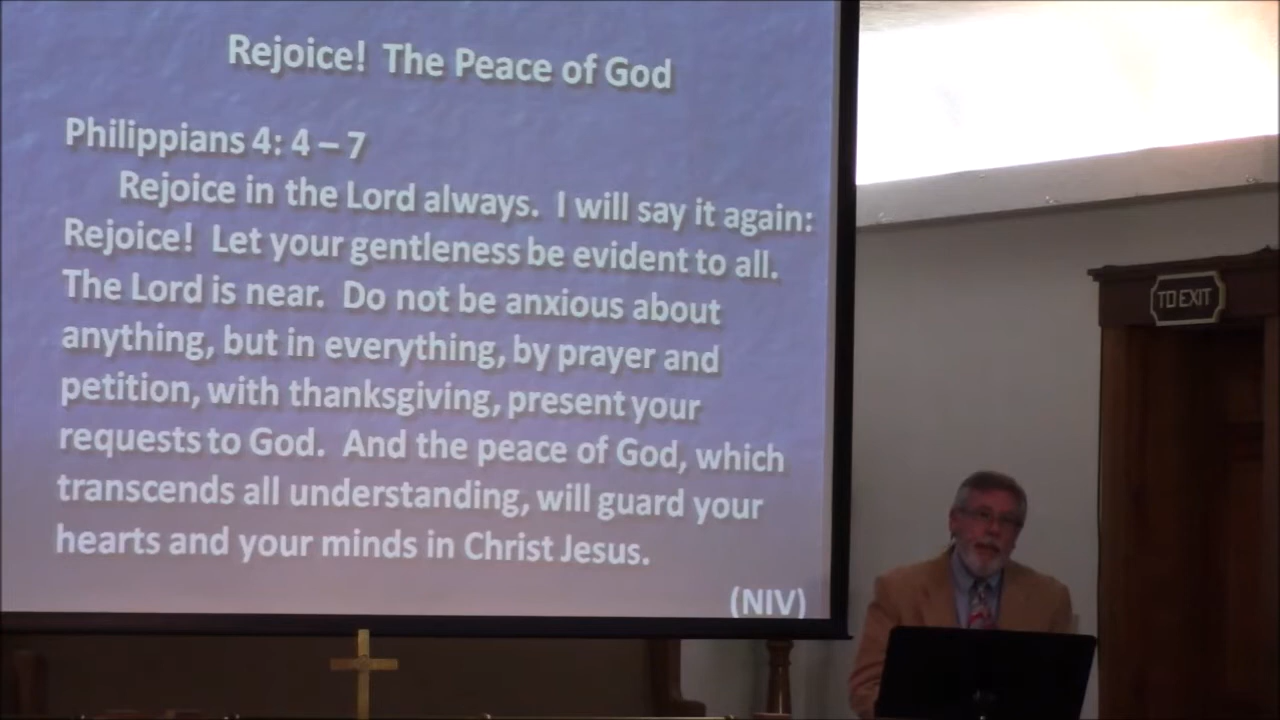 Rejoice! The Peace of God
Philippians 4: 4 – 7
Rejoice in the Lord always. I will say it again:
Rejoice! Let your gentleness be evident to all.
The Lord is near. Do not be anxious about
anything, but in everything, by prayer and
petition, with thanksgiving, present your
requests to God. And the peace of God, which
transcends all understanding, will guard your
hearts and your minds in Christ Jesus.
(NIV)
TO EXIT